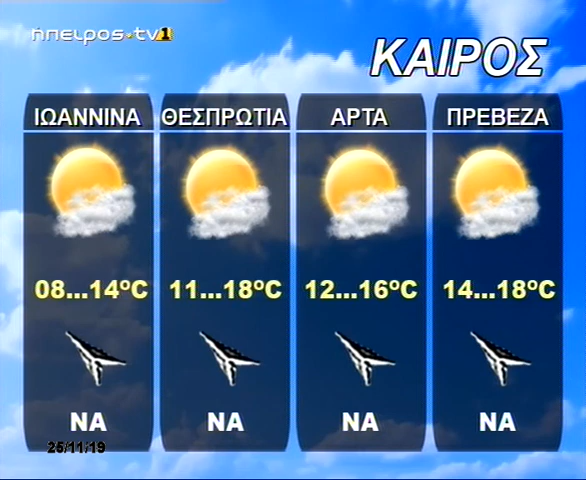 ήπειρος.tv1
ΚΑΙΡΟΣ
ΙΩΑΝΝΙΝΑ ΘΕΣΠΡΩΤΙΑ ΑΡΤΑ ΠΡΕΒΕΖΑ
08...14ºC 11...18ºC 12...16ºC 14...18ºC
ΝΑ ΝΑ ΝΑ ΝΑ
25/11/19